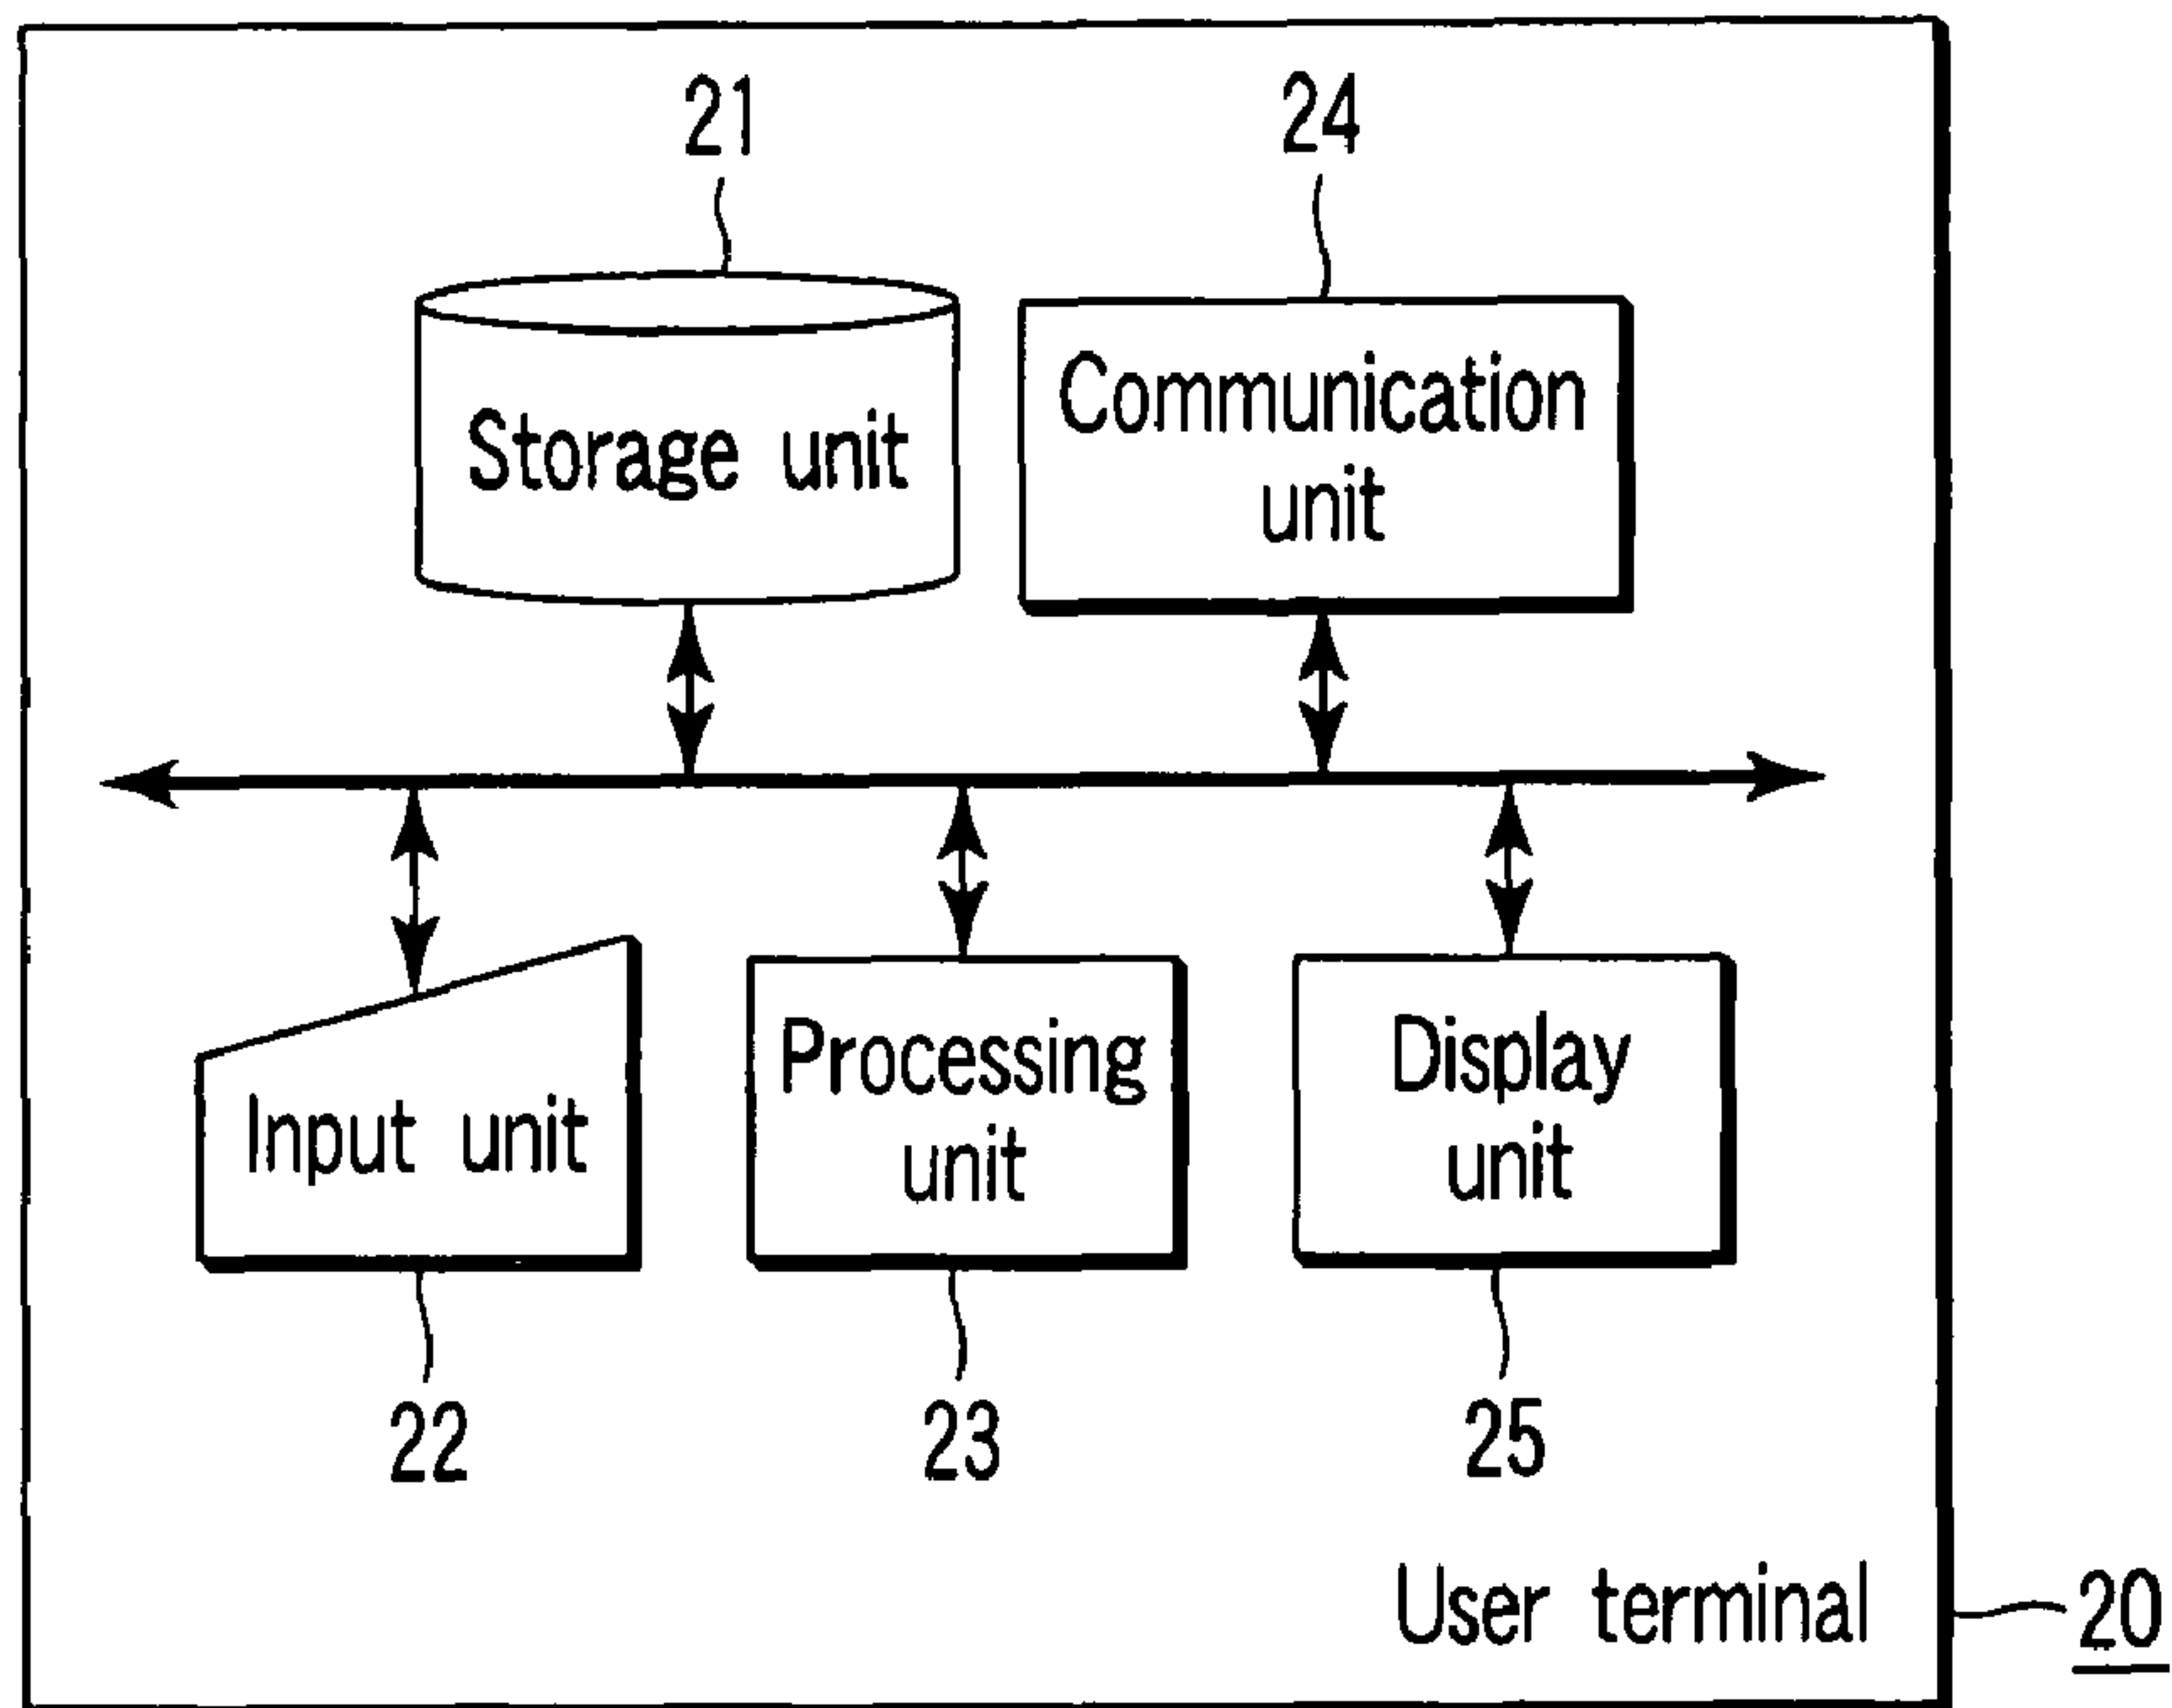 21
24
Storage unit
Communication
unit
Input unit
Processing
unit
Display
unit
22
23
25
User terminal
20